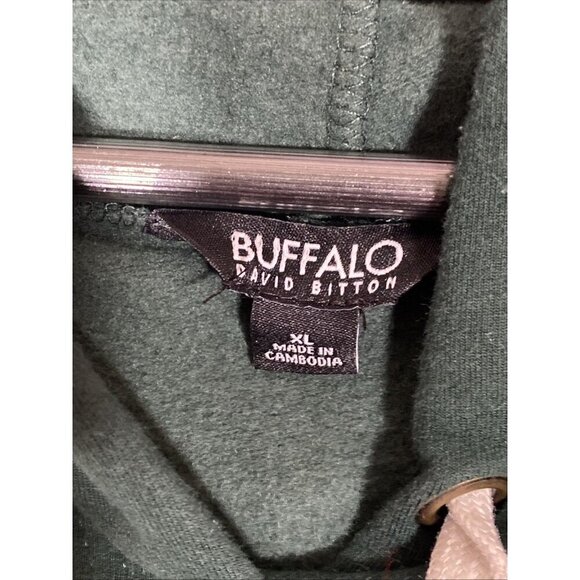 BUFFALO
DAVID BITTON
XL
MADE IN
CAMBODIA